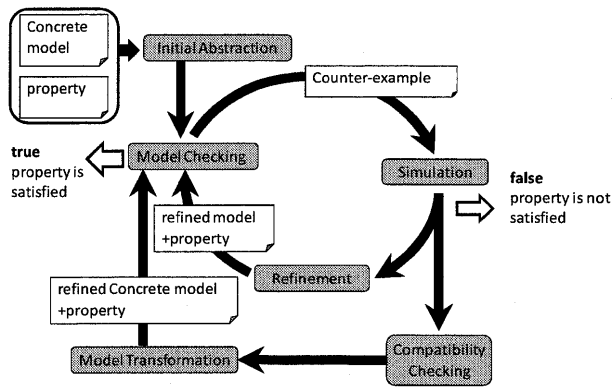 Concrete
model
property
Initial Abstraction
Counter-example
true
property is
satisfied
Model Checking
Simulation
false
property is not
satisfied
refined model
+property
Refinement
refined Concrete model
+property
Model Transformation
Compatibility
Checking